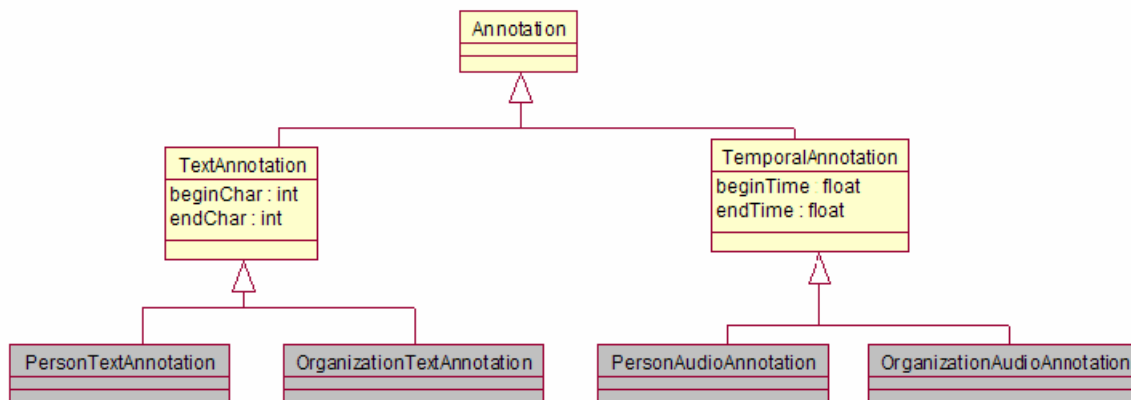 Annotation
TextAnnotation
beginChar : int
endChar : int
TemporalAnnotation
beginTime : float
endTime : float
PersonTextAnnotation
OrganizationTextAnnotation
PersonAudioAnnotation
OrganizationAudioAnnotation